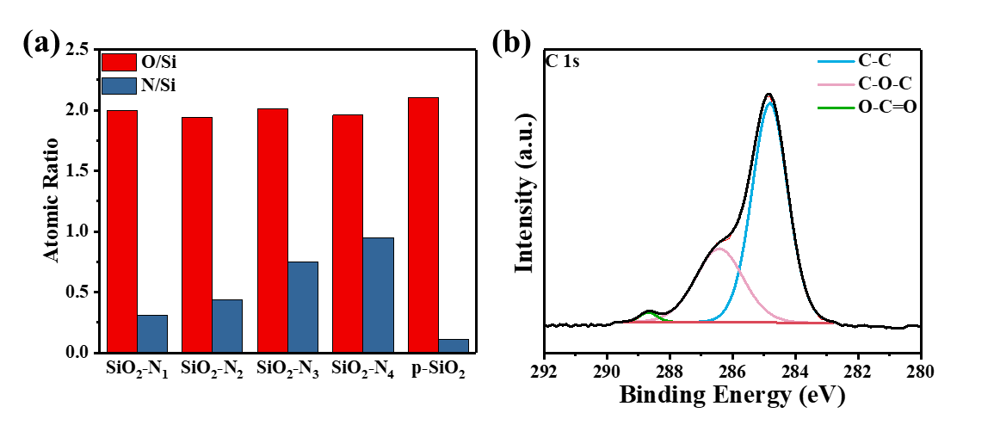 (a)
2.5
2.0
1.5
1.0
0.5
0.0
Atomic Ratio
O/Si
N/Si
SiO₂-N₁ SiO₂-N₂ SiO₂-N₃ SiO₂-N₄ p-SiO₂
(b)
C 1s
C-C
C-O-C
O-C=O
Intensity (a.u.)
292 290 288 286 284 282 280
Binding Energy (eV)